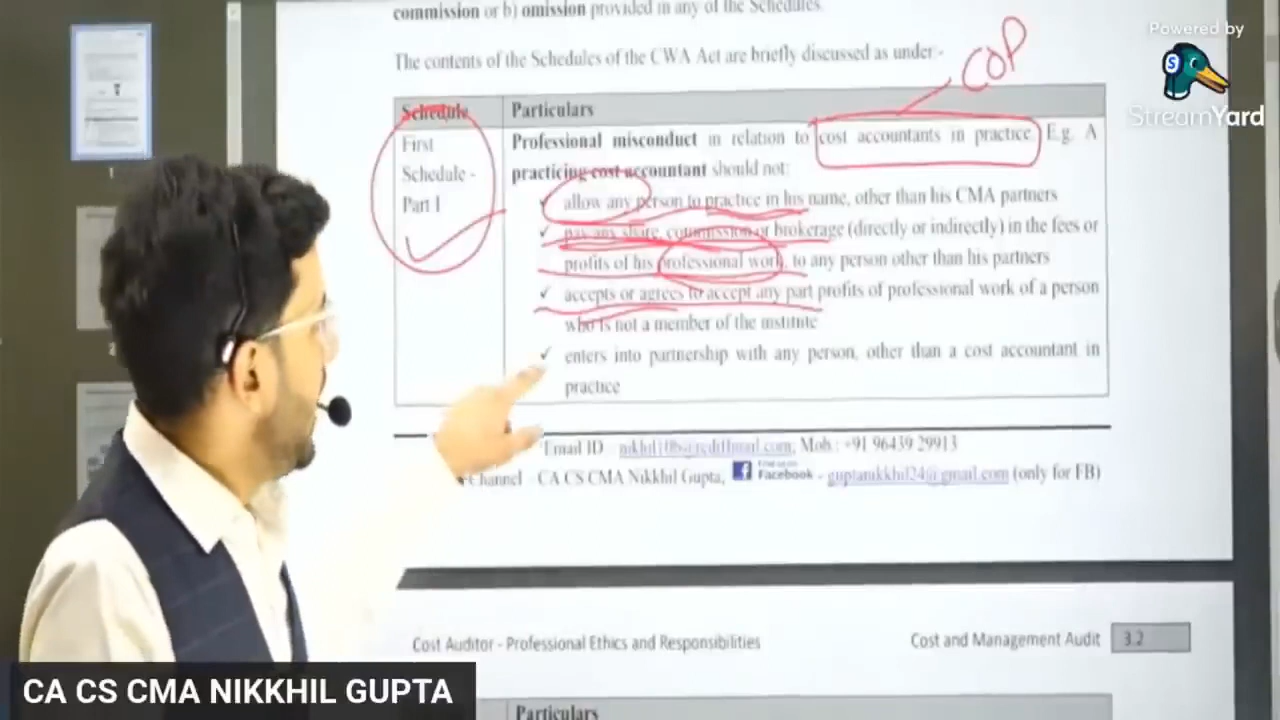 commission or b) omission provided in any of the Schedules.
Powered by
StreamYard
The contents of the Schedules of the CWA Act are briefly discussed as under:-
COP
Schedule Particulars
First Schedule - Part I
Professional misconduct in relation to cost accountants in practice. E.g. A
practicing cost accountant should not:
✓ allow any person to practice in his name, other than his CMA partners
✓ pay any share, commission or brokerage (directly or indirectly) in the fees or
profits of his professional work, to any person other than his partners
✓ accepts or agrees to accept any part profits of professional work of a person
who is not a member of the institute
✓ enters into partnership with any person, other than a cost accountant in
practice
1
Email ID Mob: +91 96439 29913
Channel - CA CS CMA Nikkhil Gupta, Facebook - guptanikkhil24@gmail.com (only for FB)
Cost Auditor - Professional Ethics and Responsibilities Cost and Management Audit 3.2
Particulars
CA CS CMA NIKKHIL GUPTA